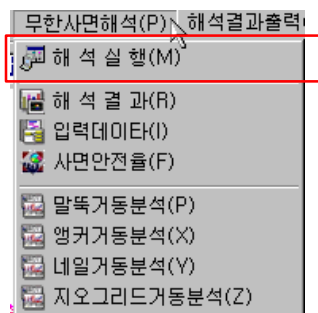 무한사면해석(P) 해석결과출력
해 석 실 행(M)
해 석 결 과(R)
입력데이타(I)
사면안전율(F)
말뚝거동분석(P)
앵커거동분석(X)
네일거동분석(Y)
지오그리드거동분석(Z)